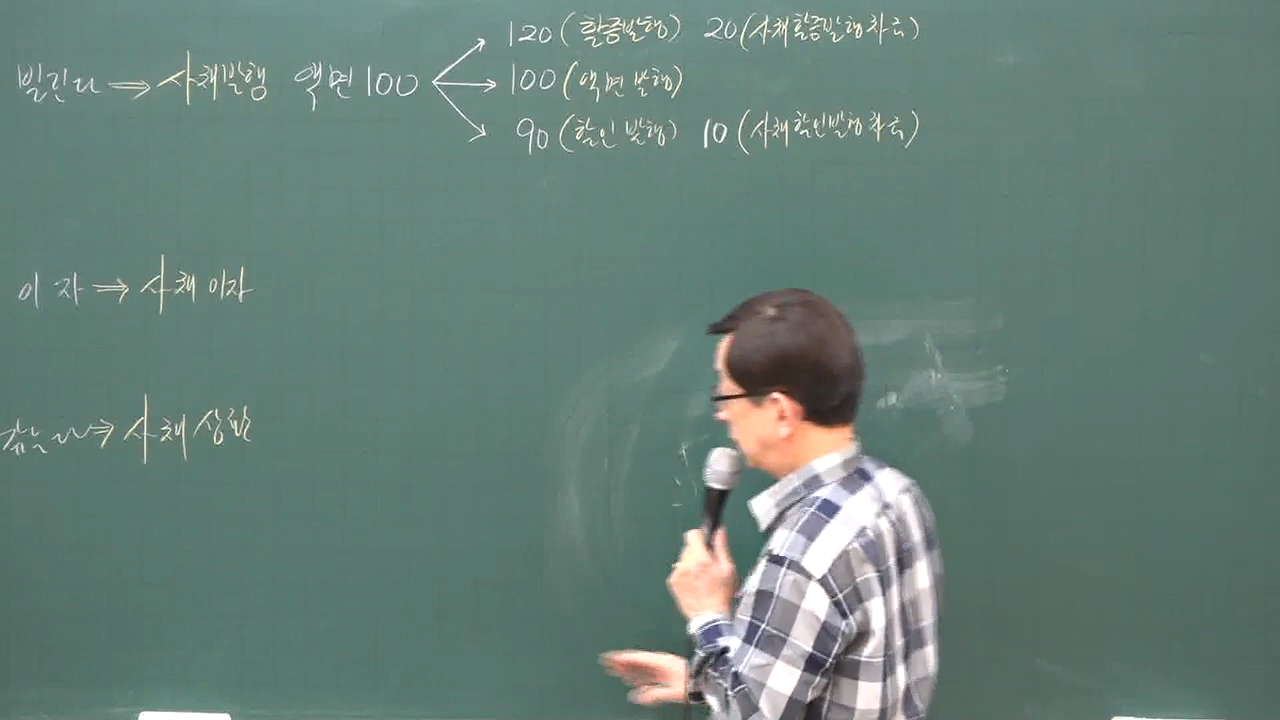 120 (할증발행) 20 (사채할증발행차금)
빌린다 ⇒ 사채발행 액면 100 100 (액면발행)
90 (할인발행) 10 (사채할인발행차금)
이자 ⇒ 사채이자
갚는다 ⇒ 사채상환